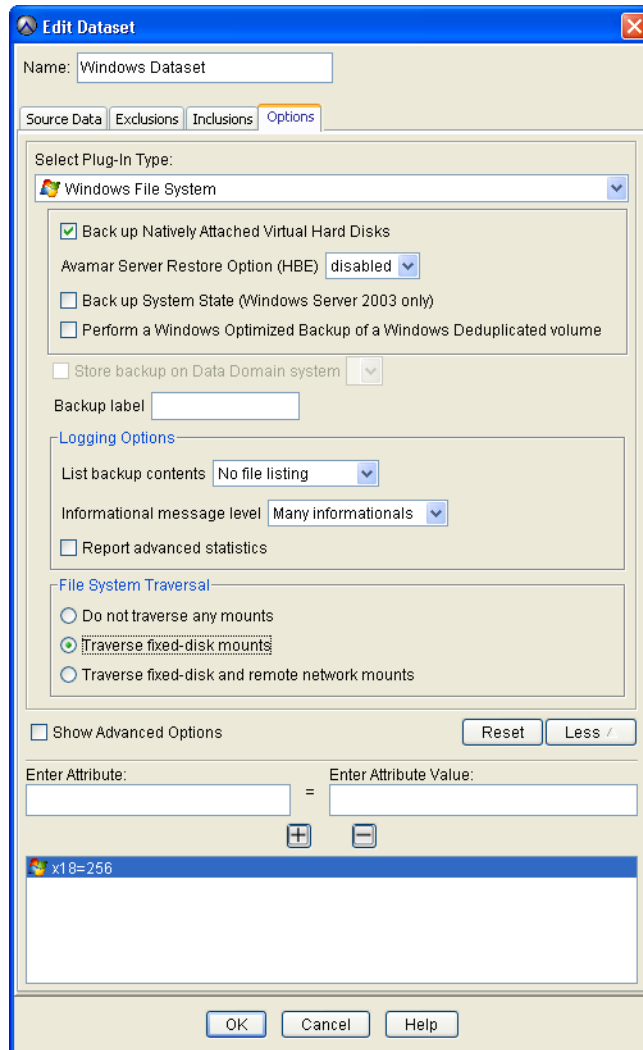 Edit Dataset
Name: Windows Dataset
Source Data Exclusions Inclusions Options
Select Plug-In Type:
Windows File System
Back up Natively Attached Virtual Hard Disks
Avamar Server Restore Option (HBE) disabled
Back up System State (Windows Server 2003 only)
Perform a Windows Optimized Backup of a Windows Deduplicated volume
Store backup on Data Domain system
Backup label
Logging Options
List backup contents No file listing
Informational message level Many informationals
Report advanced statistics
File System Traversal
Do not traverse any mounts
Traverse fixed-disk mounts
Traverse fixed-disk and remote network mounts
Show Advanced Options Reset Less
Enter Attribute: Enter Attribute Value:
=
x18=256
OK Cancel Help